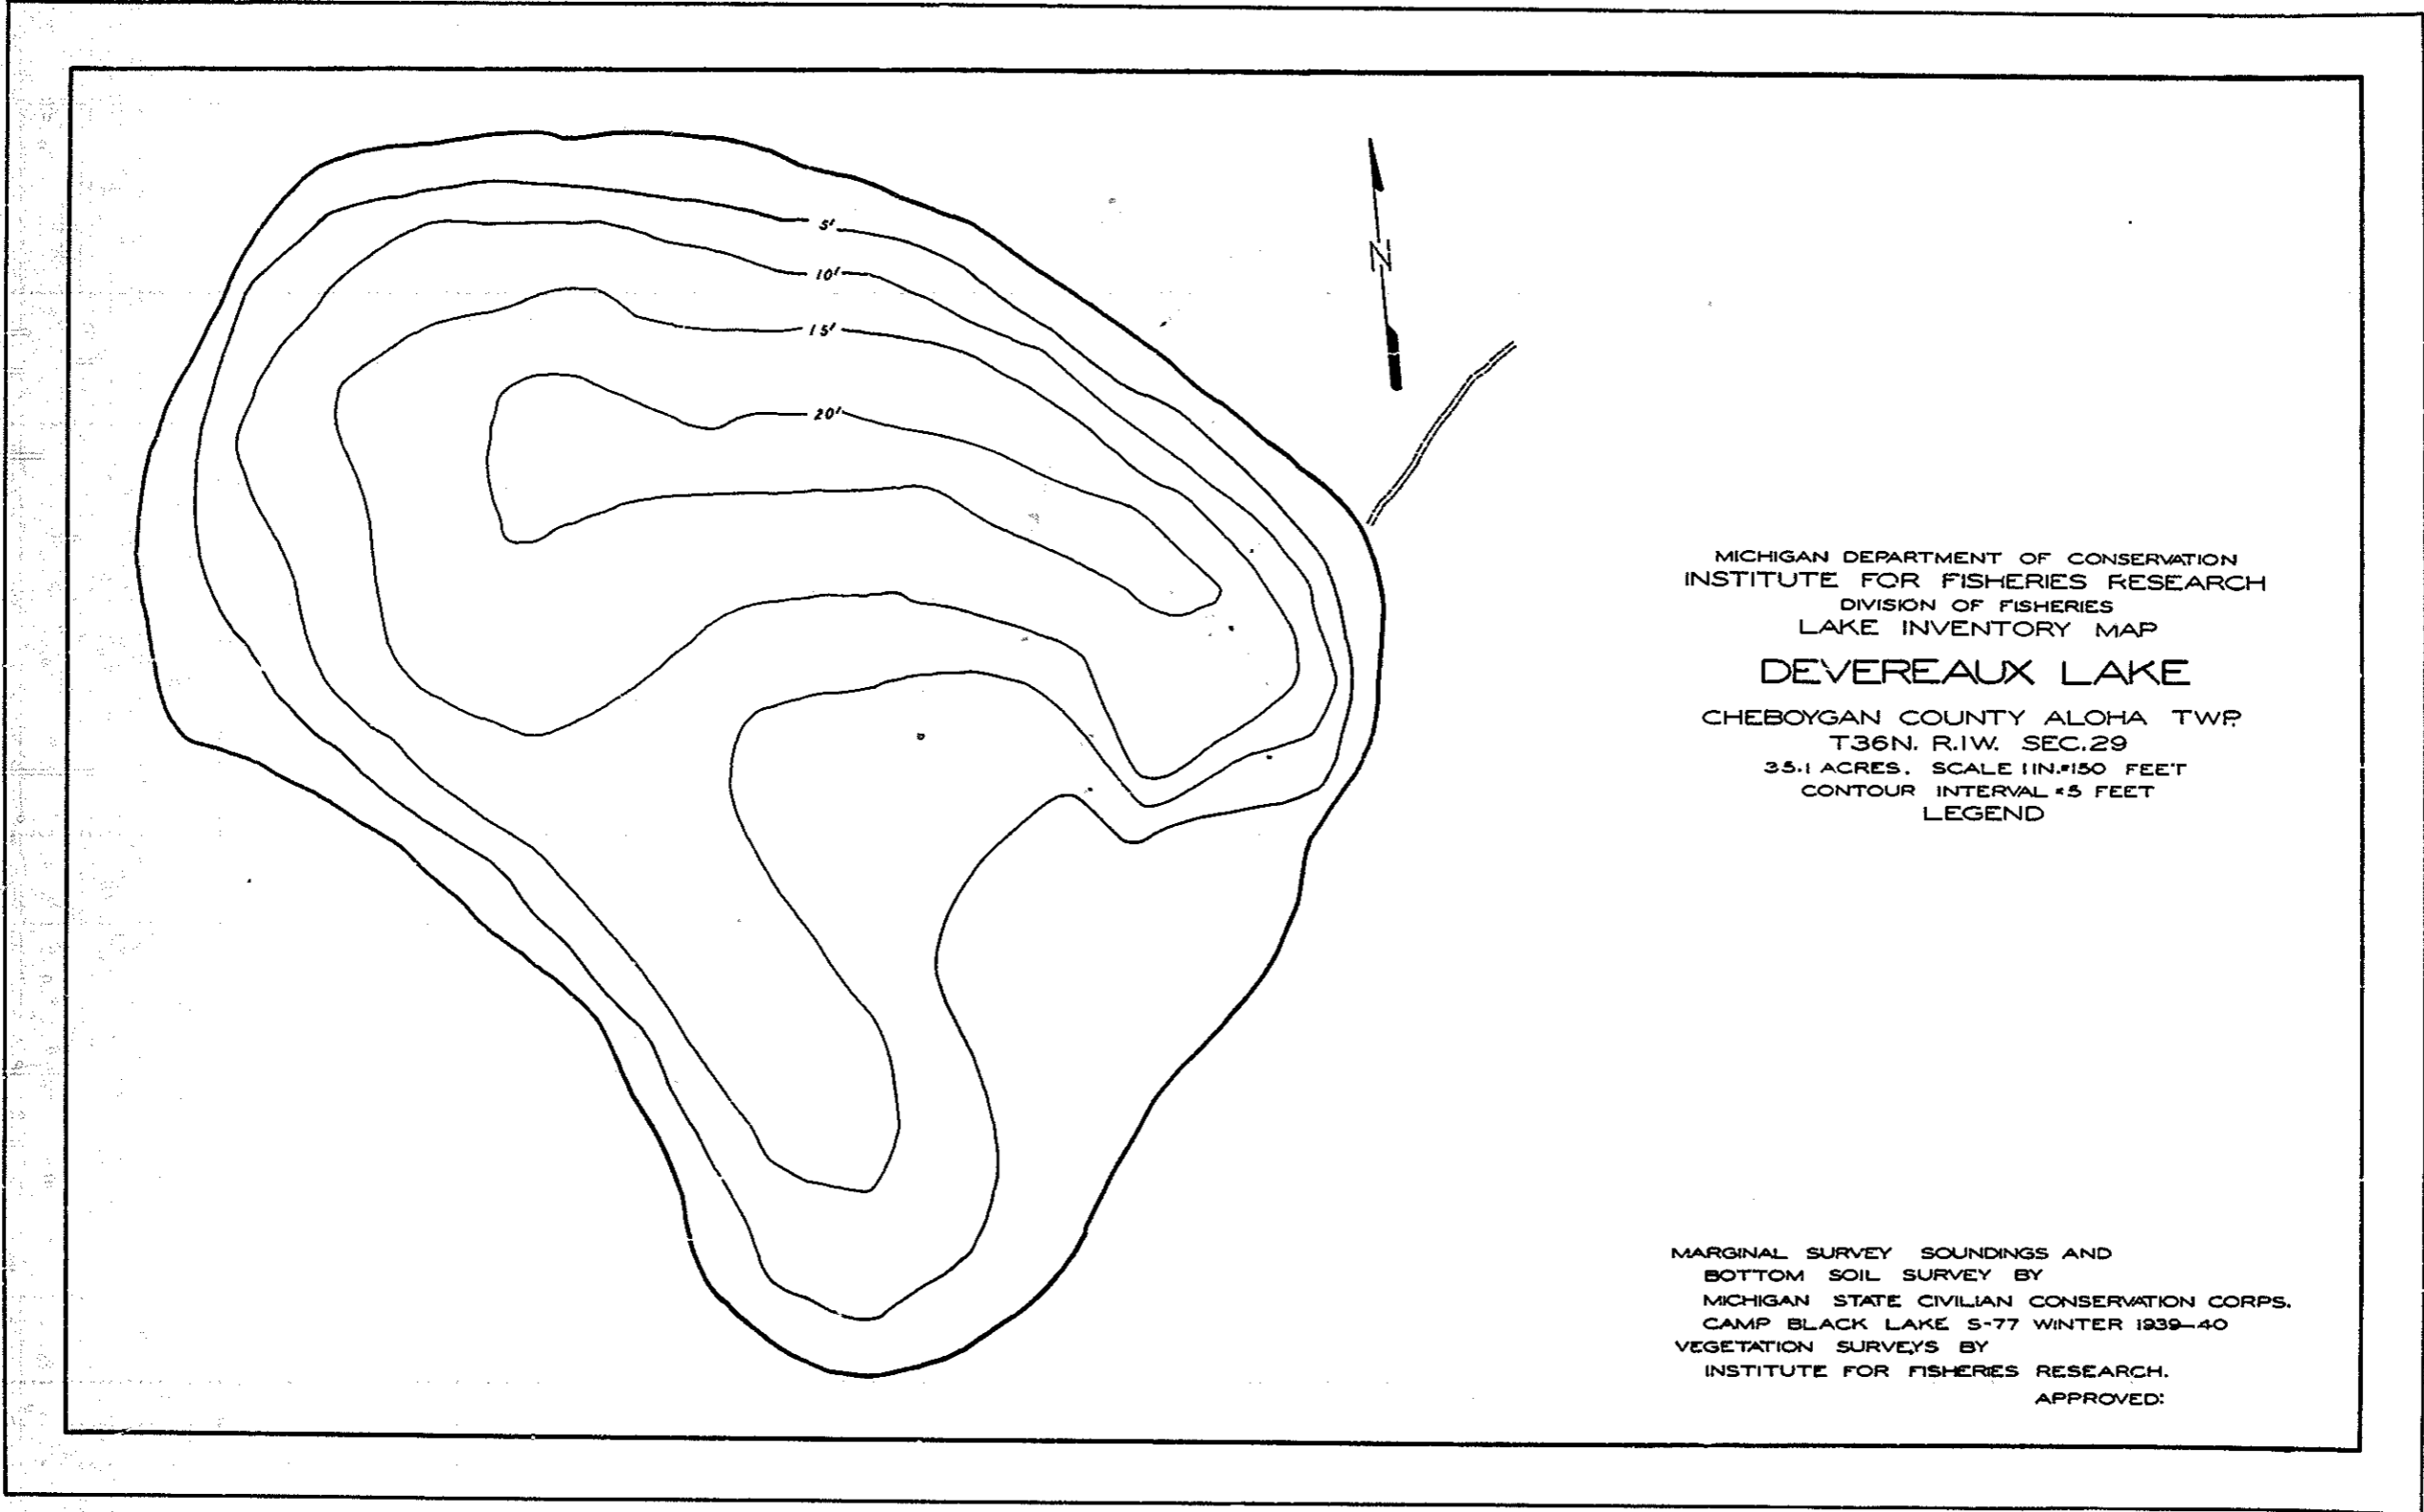 5'
10'
15'
20'
N
MICHIGAN DEPARTMENT OF CONSERVATION
INSTITUTE FOR FISHERIES RESEARCH
DIVISION OF FISHERIES
LAKE INVENTORY MAP
DEVEREAUX LAKE
CHEBOYGAN COUNTY ALOHA TWP.
T36N. R.1W. SEC.29
35.1 ACRES. SCALE 1IN.=150 FEET
CONTOUR INTERVAL =5 FEET
LEGEND
MARGINAL SURVEY SOUNDINGS AND
BOTTOM SOIL SURVEY BY
MICHIGAN STATE CIVILIAN CONSERVATION CORPS.
CAMP BLACK LAKE S-77 WINTER 1939-40
VEGETATION SURVEYS BY
INSTITUTE FOR FISHERIES RESEARCH.
APPROVED: